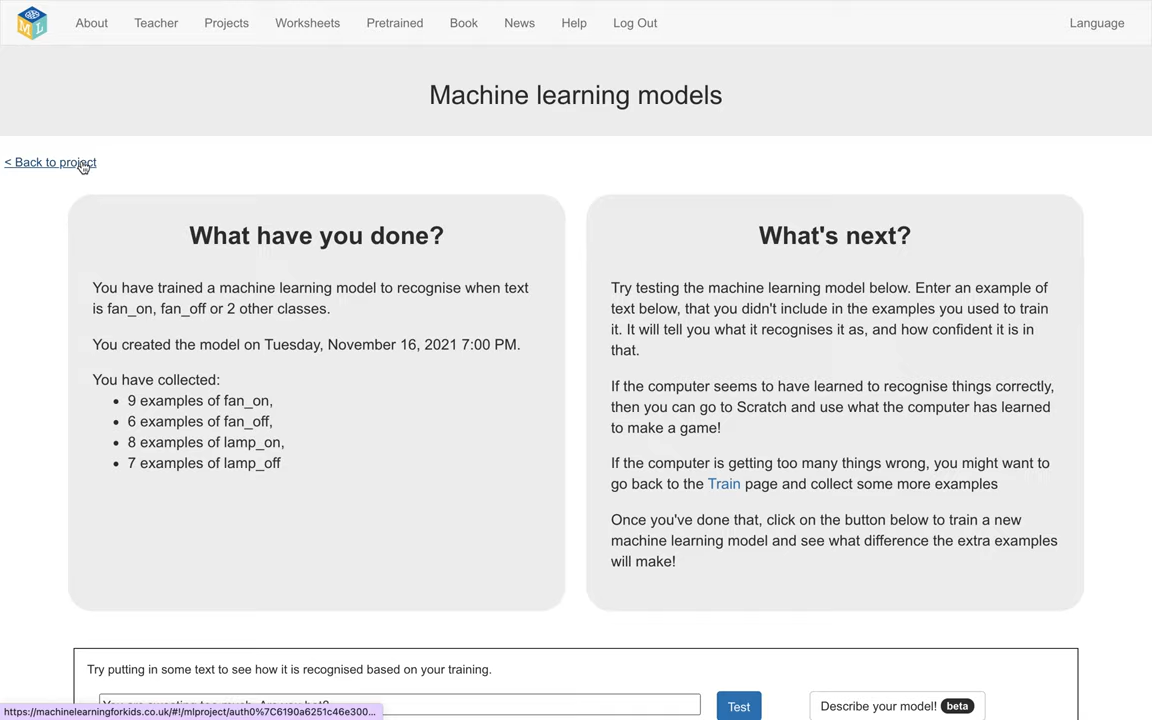 About Teacher Projects Worksheets Pretrained Book News Help Log Out Language
Machine learning models
< Back to project
What have you done?
You have trained a machine learning model to recognise when text
is fan_on, fan_off or 2 other classes.
You created the model on Tuesday, November 16, 2021 7:00 PM.
You have collected:
• 9 examples of fan_on,
• 6 examples of fan_off,
• 8 examples of lamp_on,
• 7 examples of lamp_off
What's next?
Try testing the machine learning model below. Enter an example of
text below, that you didn't include in the examples you used to train
it. It will tell you what it recognises it as, and how confident it is in
that.
If the computer seems to have learned to recognise things correctly,
then you can go to Scratch and use what the computer has learned
to make a game!
If the computer is getting too many things wrong, you might want to
go back to the Train page and collect some more examples
Once you've done that, click on the button below to train a new
machine learning model and see what difference the extra examples
will make!
Try putting in some text to see how it is recognised based on your training.
Test
Describe your model! beta
https://machinelearningforkids.co.uk/#!/mlproject/auth0%7C6190a6251c46e300...